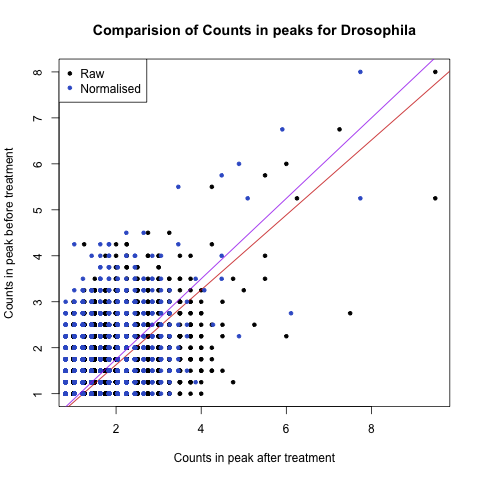 Comparision of Counts in peaks for Drosophila
Raw
Normalised
Counts in peak before treatment
8
7
6
5
4
3
2
1
2 4 6 8
Counts in peak after treatment